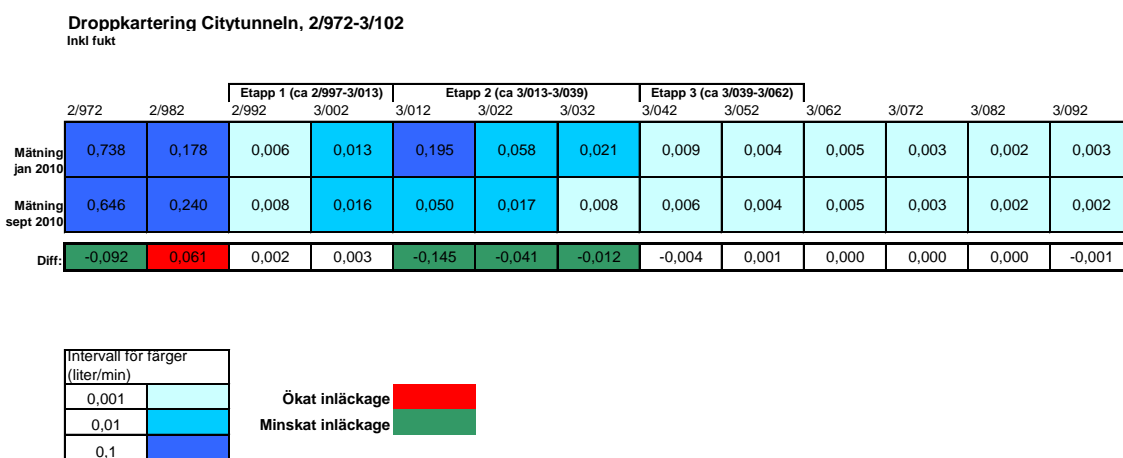 Droppkartering Citytunneln, 2/972-3/102
Inkl fukt
Etapp 1 (ca 2/997-3/013) Etapp 2 (ca 3/013-3/039) Etapp 3 (ca 3/039-3/062)
2/972 2/982 2/992 3/002 3/012 3/022 3/032 3/042 3/052 3/062 3/072 3/082 3/092
Mätning jan 2010 0,738 0,178 0,006 0,013 0,195 0,058 0,021 0,009 0,004 0,005 0,003 0,002 0,003
Mätning sept 2010 0,646 0,240 0,008 0,016 0,050 0,017 0,008 0,006 0,004 0,005 0,003 0,002 0,002
Diff: -0,092 0,061 0,002 0,003 -0,145 -0,041 -0,012 -0,004 0,001 0,000 0,000 0,000 -0,001
Intervall för färger
(liter/min)
0,001
0,01
0,1
Ökat inläckage
Minskat inläckage